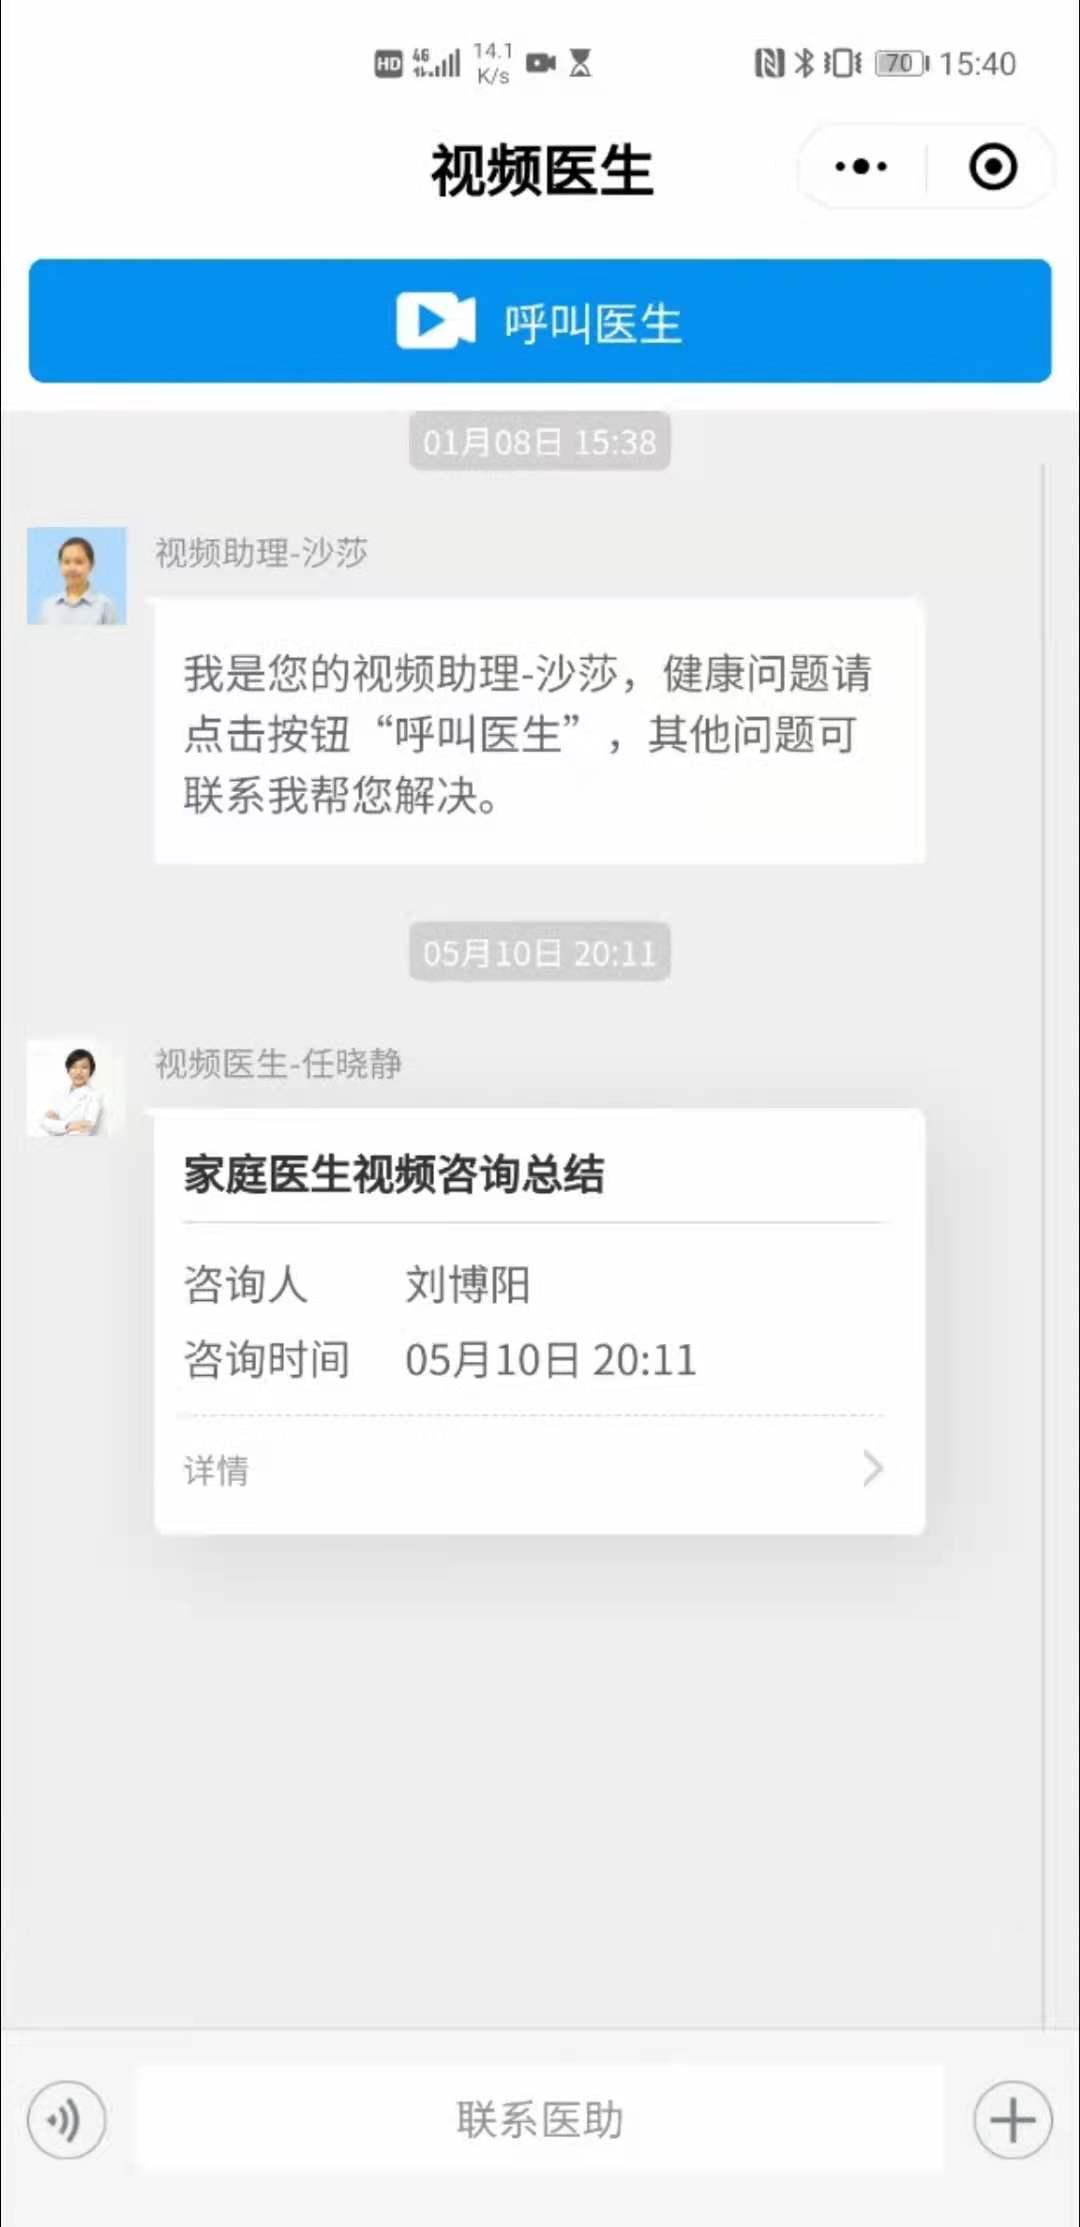 HD 4G 14.1 K/s 70 15:40
视频医生
呼叫医生
01月08日 15:38
视频助理-沙莎
我是您的视频助理-沙莎，健康问题请
点击按钮“呼叫医生”，其他问题可
联系我帮您解决。
05月10日 20:11
视频医生-任晓静
家庭医生视频咨询总结
咨询人 刘博阳
咨询时间 05月10日 20:11
详情
联系医助